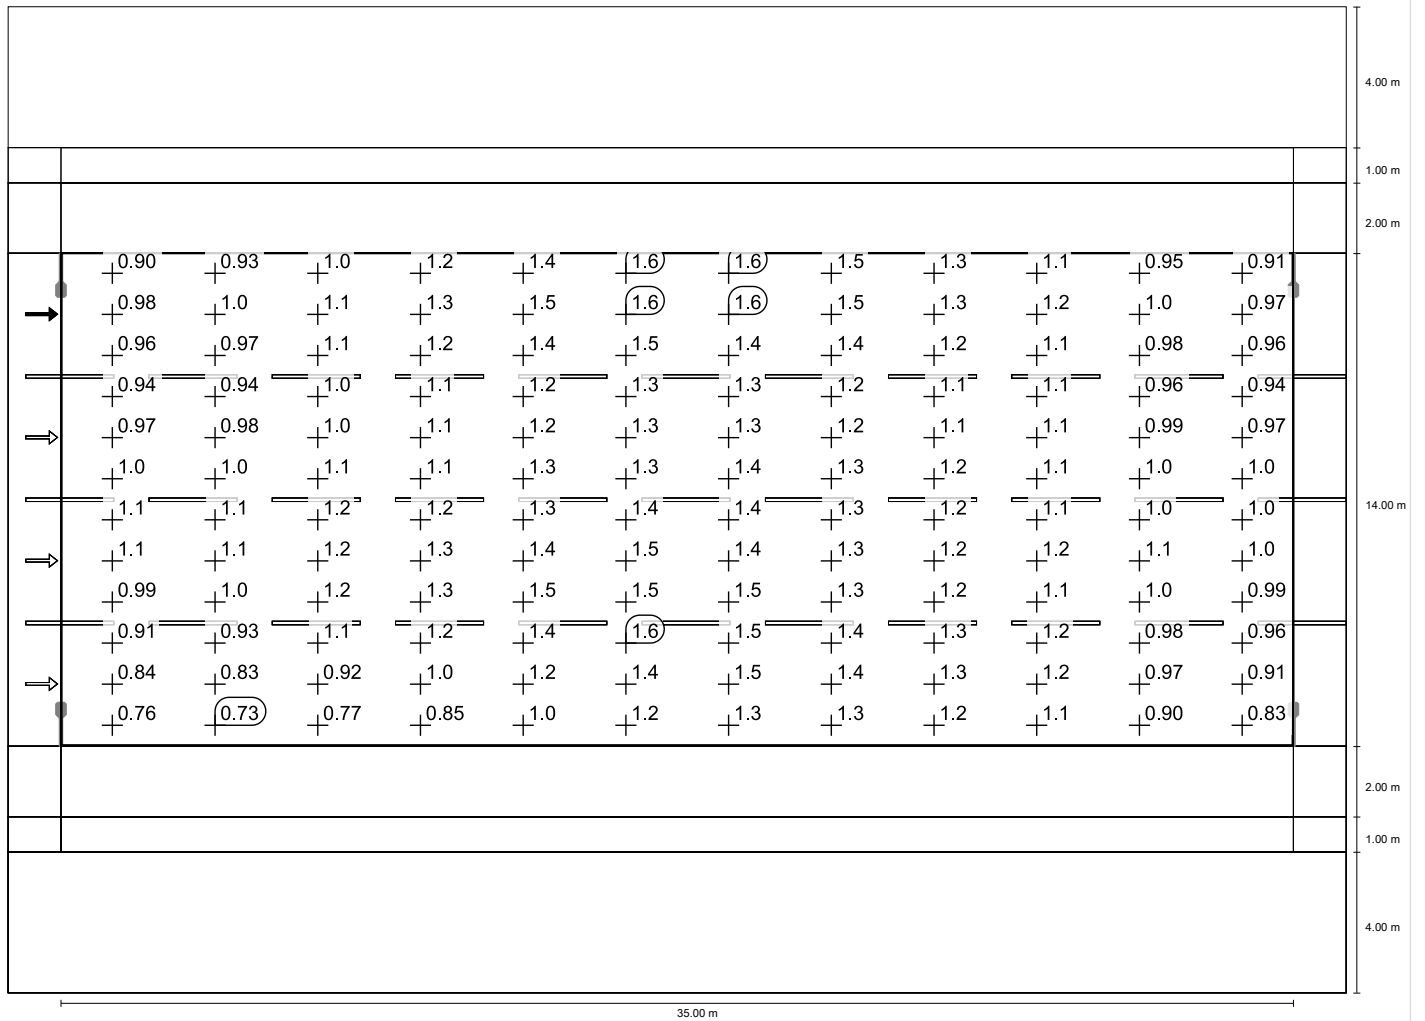 4.00 m
1.00 m
2.00 m
0.90 0.93 1.0 1.2 1.4 1.6 1.6 1.5 1.3 1.1 0.95 0.91
0.98 1.0 1.1 1.3 1.5 1.6 1.6 1.5 1.3 1.2 1.0 0.97
0.96 0.97 1.1 1.2 1.4 1.5 1.4 1.4 1.2 1.1 0.98 0.96
0.94 0.94 1.0 1.1 1.2 1.3 1.3 1.2 1.1 1.1 0.96 0.94
0.97 0.98 1.0 1.1 1.2 1.3 1.3 1.2 1.1 1.1 0.99 0.97
1.0 1.0 1.1 1.1 1.3 1.3 1.4 1.3 1.2 1.1 1.0 1.0
14.00 m
1.1 1.1 1.2 1.2 1.3 1.4 1.4 1.3 1.2 1.1 1.0 1.0
1.1 1.1 1.2 1.3 1.4 1.5 1.4 1.3 1.2 1.2 1.1 1.0
0.99 1.0 1.2 1.3 1.5 1.5 1.5 1.3 1.2 1.1 1.0 0.99
0.91 0.93 1.1 1.2 1.4 1.6 1.5 1.4 1.3 1.2 0.98 0.96
0.84 0.83 0.92 1.0 1.2 1.4 1.5 1.4 1.3 1.2 0.97 0.91
0.76 0.73 0.77 0.85 1.0 1.2 1.3 1.3 1.2 1.1 0.90 0.83
2.00 m
1.00 m
4.00 m
35.00 m